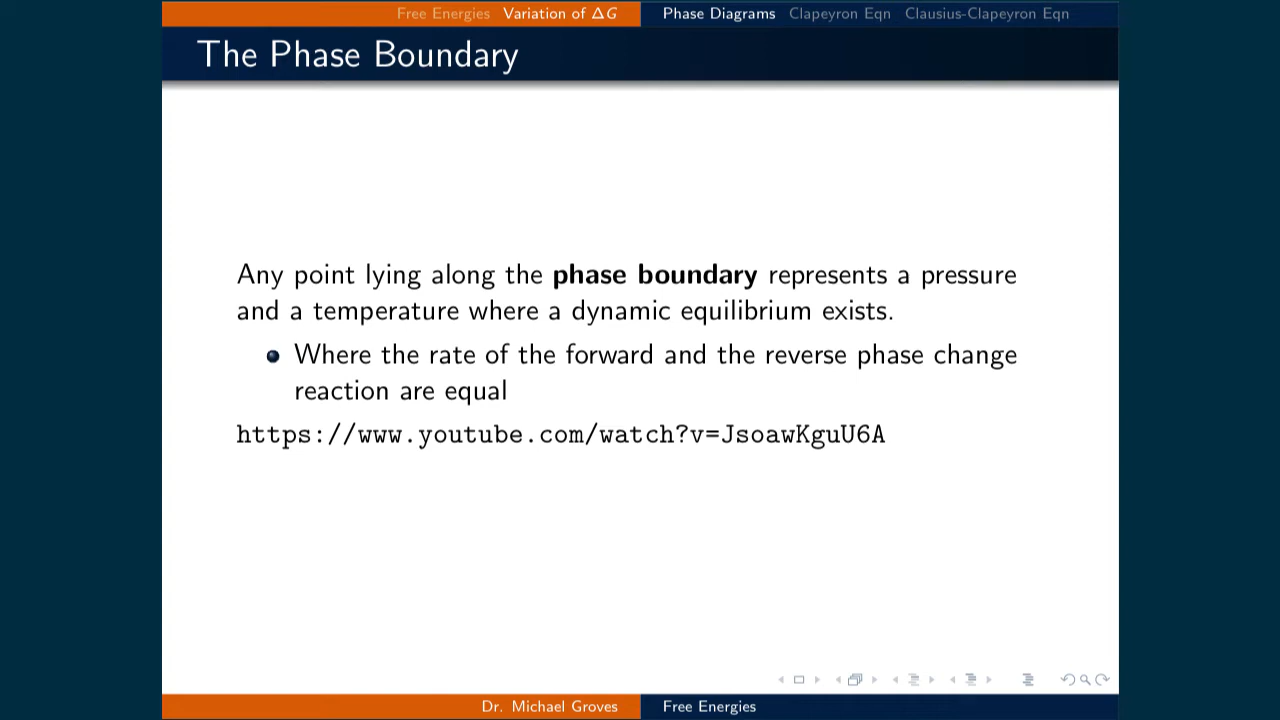 Free Energies Variation of ΔG Phase Diagrams Clapeyron Eqn Clausius-Clapeyron Eqn
The Phase Boundary
Any point lying along the phase boundary represents a pressure
and a temperature where a dynamic equilibrium exists.
Where the rate of the forward and the reverse phase change
reaction are equal
https://www.youtube.com/watch?v=JsoawKguU6A
Dr. Michael Groves Free Energies